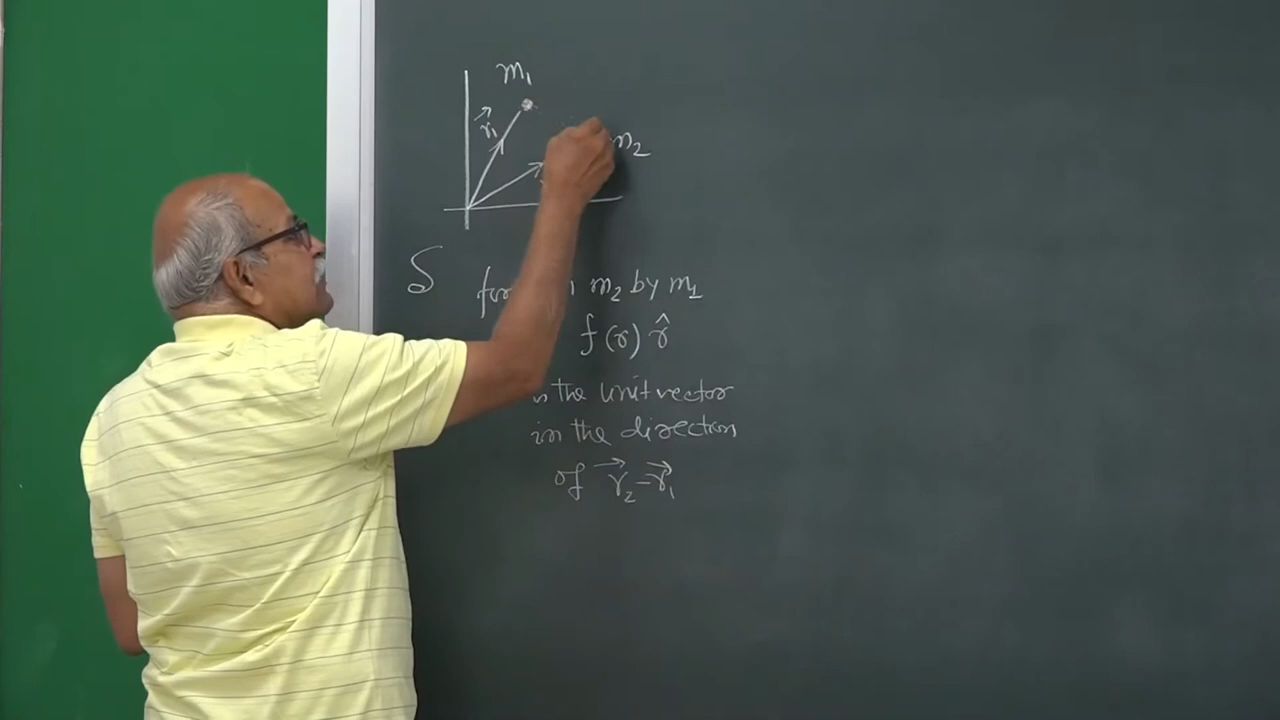 m₁
r⃗₁
m₂
S
m₂ by m₁
f(r) r̂
the unit vector
in the direction
of r⃗₂-r⃗₁